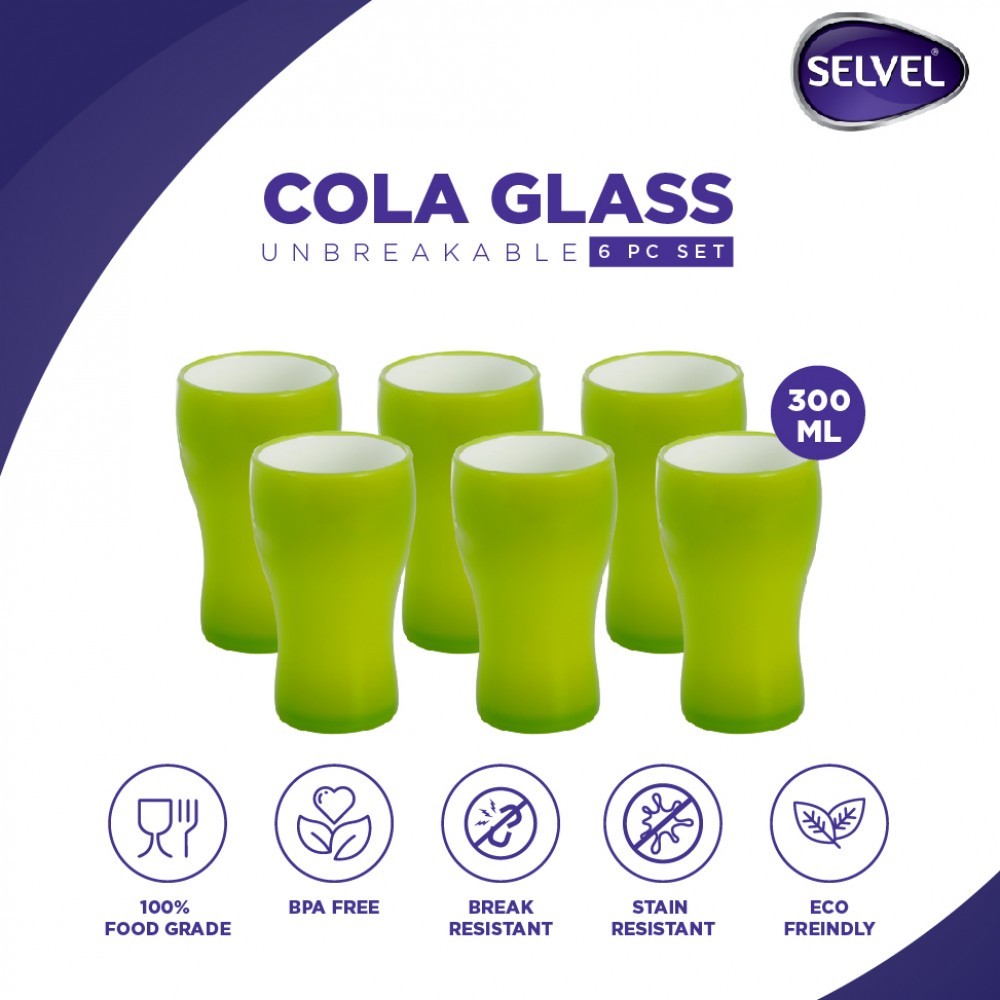 SELVEL®
COLA GLASS
UNBREAKABLE 6 PC SET
300
ML
100%
FOOD GRADE
BPA FREE
BREAK
RESISTANT
STAIN
RESISTANT
ECO
FREINDLY